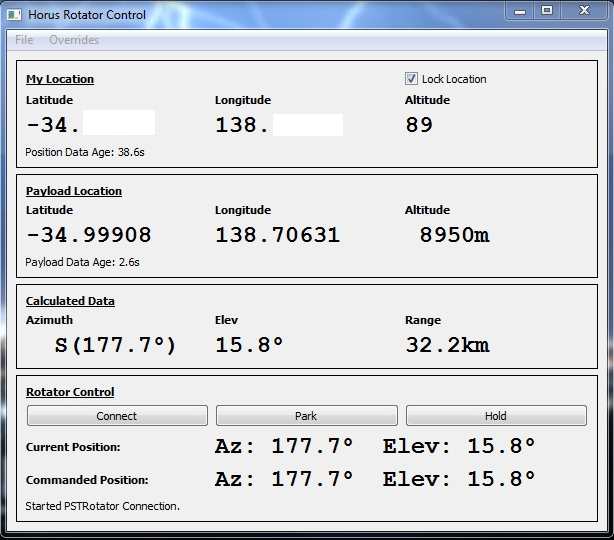 Horus Rotator Control
File Overrides
My Location Lock Location
Latitude Longitude Altitude
-34. 138. 89
Position Data Age: 38.6s
Payload Location
Latitude Longitude Altitude
-34.99908 138.70631 8950m
Payload Data Age: 2.6s
Calculated Data
Azimuth Elev Range
S(177.7°) 15.8° 32.2km
Rotator Control
Connect Park Hold
Current Position: Az: 177.7° Elev: 15.8°
Commanded Position: Az: 177.7° Elev: 15.8°
Started PSTRotator Connection.